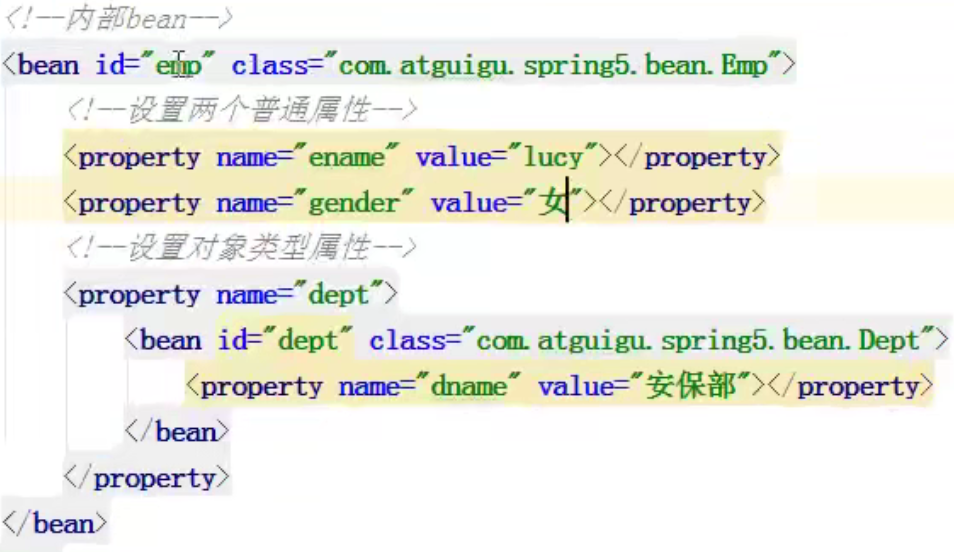 <!--内部bean-->
<bean id="emp" class="com.atguigu.spring5.bean.Emp">
<!--设置两个普通属性-->
<property name="ename" value="lucy"></property>
<property name="gender" value="女"></property>
<!--设置对象类型属性-->
<property name="dept">
<bean id="dept" class="com.atguigu.spring5.bean.Dept">
<property name="dname" value="安保部"></property>
</bean>
</property>
</bean>